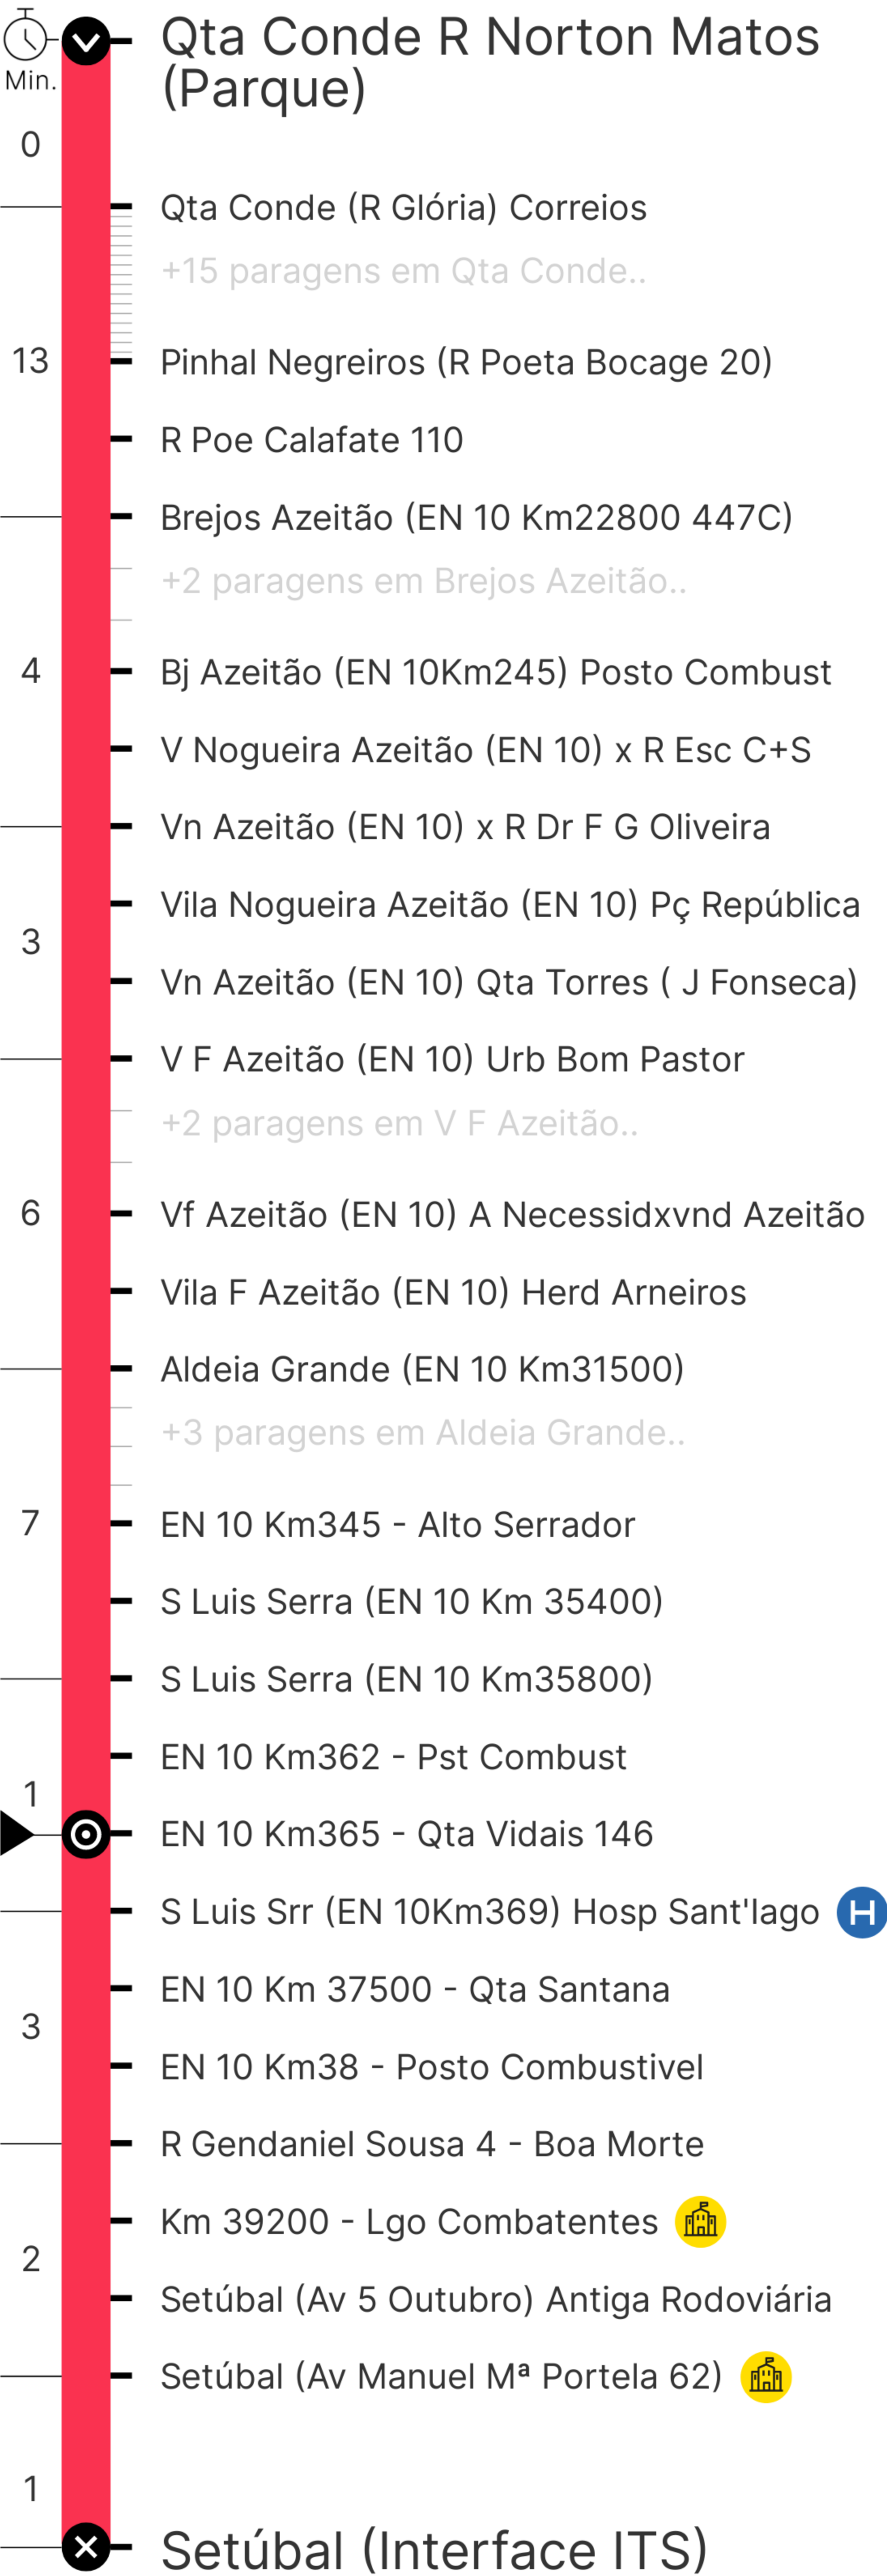 Qta Conde R Norton Matos
(Parque)
Min.
0
Qta Conde (R Glória) Correios
+15 paragens em Qta Conde..
13
Pinhal Negreiros (R Poeta Bocage 20)
R Poe Calafate 110
Brejos Azeitão (EN 10 Km22800 447C)
+2 paragens em Brejos Azeitão..
4
Bj Azeitão (EN 10Km245) Posto Combust
V Nogueira Azeitão (EN 10) x R Esc C+S
Vn Azeitão (EN 10) x R Dr F G Oliveira
Vila Nogueira Azeitão (EN 10) Pç República
3
Vn Azeitão (EN 10) Qta Torres ( J Fonseca)
V F Azeitão (EN 10) Urb Bom Pastor
+2 paragens em V F Azeitão..
6
Vf Azeitão (EN 10) A Necessidxvnd Azeitão
Vila F Azeitão (EN 10) Herd Arneiros
Aldeia Grande (EN 10 Km31500)
+3 paragens em Aldeia Grande..
7
EN 10 Km345 - Alto Serrador
S Luis Serra (EN 10 Km 35400)
S Luis Serra (EN 10 Km35800)
EN 10 Km362 - Pst Combust
1
EN 10 Km365 - Qta Vidais 146
S Luis Srr (EN 10Km369) Hosp Sant'Iago H
EN 10 Km 37500 - Qta Santana
3
EN 10 Km38 - Posto Combustivel
R Gendaniel Sousa 4 - Boa Morte
Km 39200 - Lgo Combatentes
2
Setúbal (Av 5 Outubro) Antiga Rodoviária
Setúbal (Av Manuel Mª Portela 62)
1
Setúbal (Interface ITS)